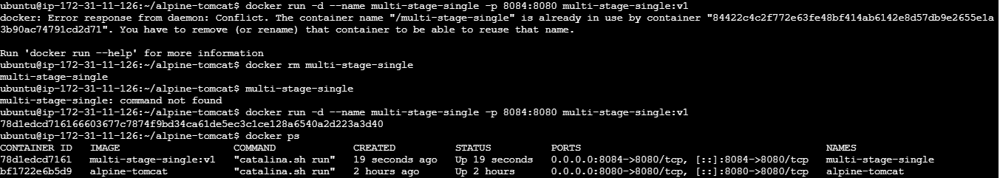 ubuntu@ip-172-31-11-126:~/alpine-tomcat$ docker run -d --name multi-stage-single -p 8084:8080 multi-stage-single:v1
docker: Error response from daemon: Conflict. The container name "/multi-stage-single" is already in use by container "84422c4c2f772e63fe48bf414ab6142e8d57db9e2655e1a
3b90ac74791cd2d71". You have to remove (or rename) that container to be able to reuse that name.

Run 'docker run --help' for more information
ubuntu@ip-172-31-11-126:~/alpine-tomcat$ docker rm multi-stage-single
multi-stage-single
ubuntu@ip-172-31-11-126:~/alpine-tomcat$ multi-stage-single
multi-stage-single: command not found
ubuntu@ip-172-31-11-126:~/alpine-tomcat$ docker run -d --name multi-stage-single -p 8084:8080 multi-stage-single:v1
78d1edcd716166603677c7874f9bd34ca61de5ec3c1ce128a6540a2d223a3d40
ubuntu@ip-172-31-11-126:~/alpine-tomcat$ docker ps
CONTAINER ID   IMAGE                   COMMAND             CREATED          STATUS          PORTS                                         NAMES
78d1edcd7161   multi-stage-single:v1   "catalina.sh run"   19 seconds ago   Up 19 seconds   0.0.0.0:8084->8080/tcp, [::]:8084->8080/tcp   multi-stage-single
bf1722e6b5d9   alpine-tomcat           "catalina.sh run"   2 hours ago      Up 2 hours      0.0.0.0:8080->8080/tcp, [::]:8080->8080/tcp   alpine-tomcat